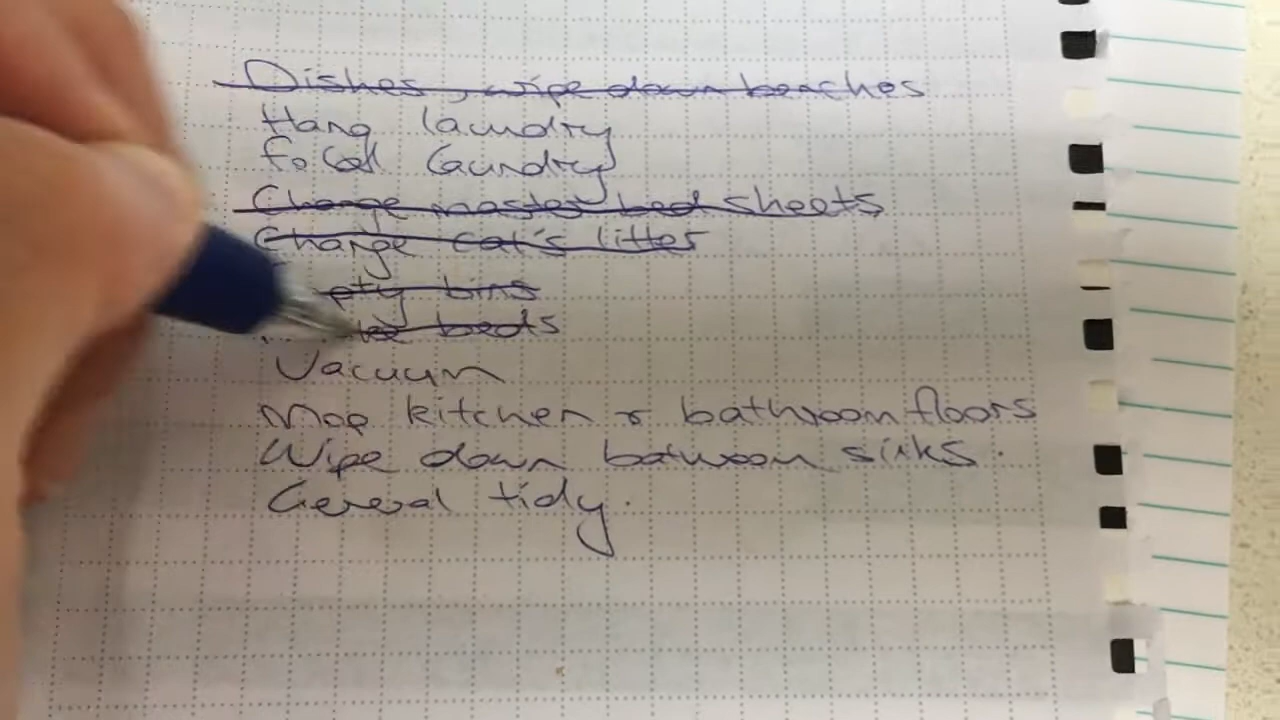 Dishes, wipe down benches
Hang laundry
Fold laundry
Change master bed sheets
Change cat's litter
bins
beds
Vacuum
Mop kitchen & bathroom floors
Wipe down bathroom sinks.
General tidy.